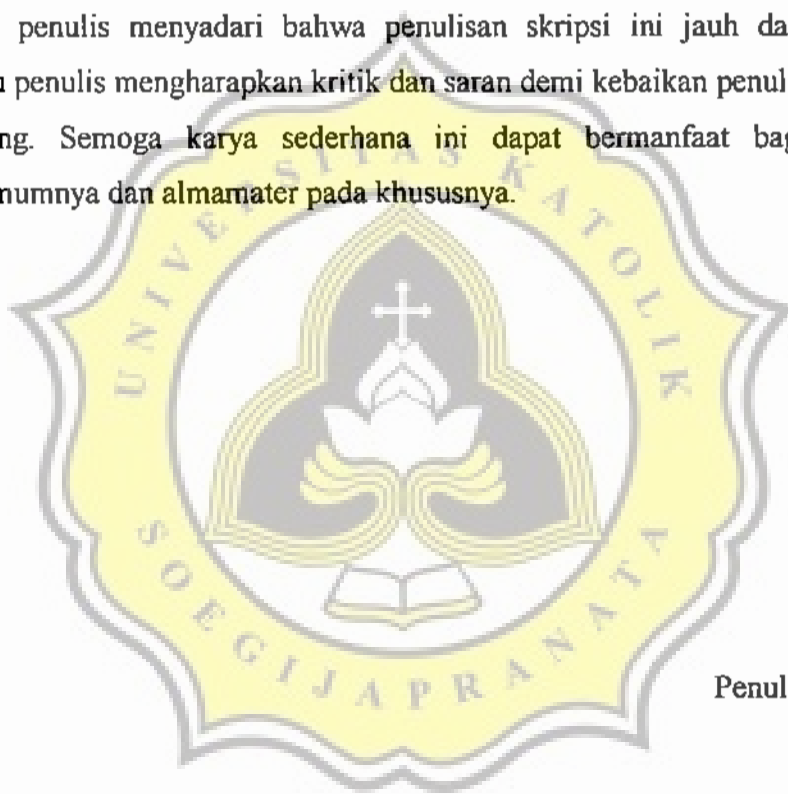 penulis menyadari bahwa penulisan skripsi ini jauh da
penulis mengharapkan kritik dan saran demi kebaikan penul
ng. Semoga karya sederhana ini dapat bermanfaat bag
numnya dan almamater pada khususnya.
UNIVERSITAS KATOLIK
SOEGIJAPRANATA
Penul